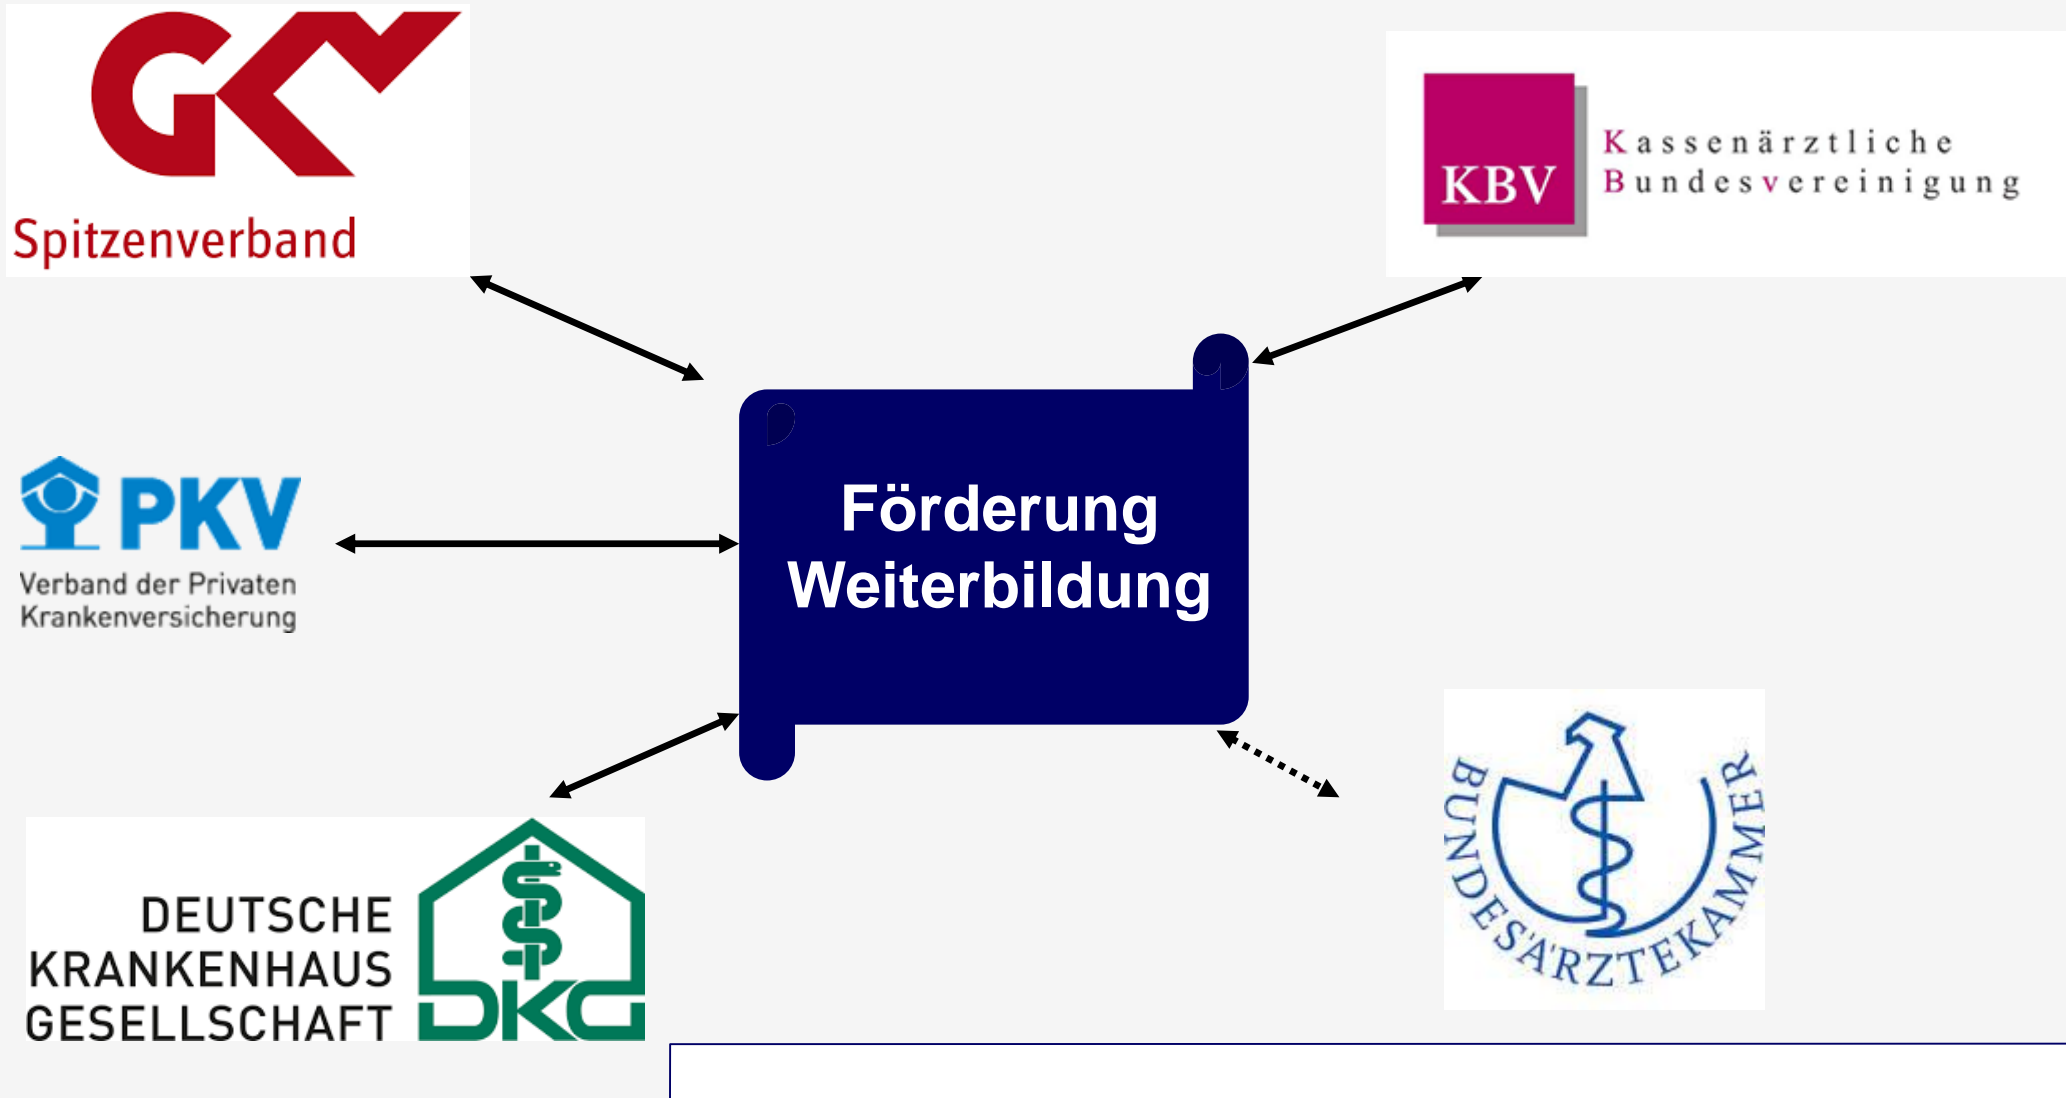 GKV
Spitzenverband
KBV
Kassenärztliche
Bundesvereinigung
PKV
Verband der Privaten
Krankenversicherung
Förderung
Weiterbildung
DEUTSCHE
KRANKENHAUS
GESELLSCHAFT
DKG
BUNDESÄRZTEKAMMER